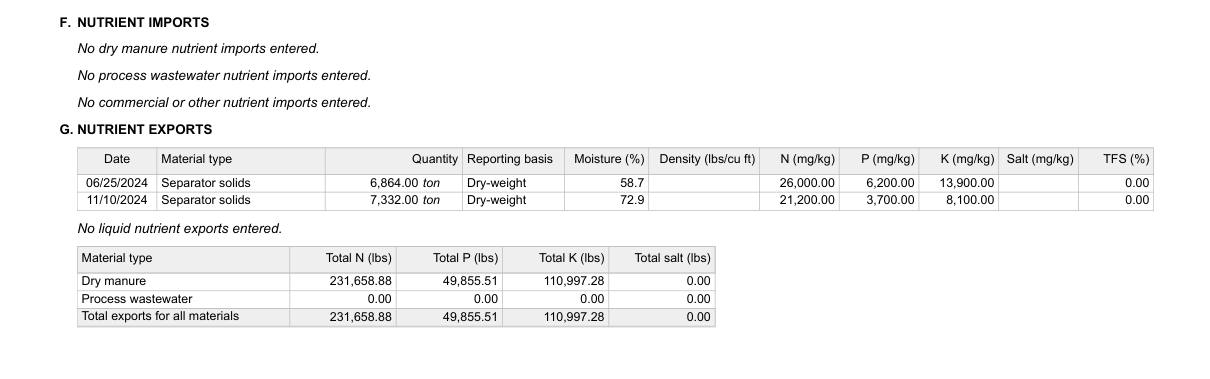 F. NUTRIENT IMPORTS
No dry manure nutrient imports entered.
No process wastewater nutrient imports entered.
No commercial or other nutrient imports entered.
G. NUTRIENT EXPORTS
Date Material type Quantity Reporting basis Moisture (%) Density (lbs/cu ft) N (mg/kg) P (mg/kg) K (mg/kg) Salt (mg/kg) TFS (%)
06/25/2024 Separator solids 6,864.00 ton Dry-weight 58.7 26,000.00 6,200.00 13,900.00 0.00
11/10/2024 Separator solids 7,332.00 ton Dry-weight 72.9 21,200.00 3,700.00 8,100.00 0.00
No liquid nutrient exports entered.
Material type Total N (lbs) Total P (lbs) Total K (lbs) Total salt (lbs)
Dry manure 231,658.88 49,855.51 110,997.28 0.00
Process wastewater 0.00 0.00 0.00 0.00
Total exports for all materials 231,658.88 49,855.51 110,997.28 0.00